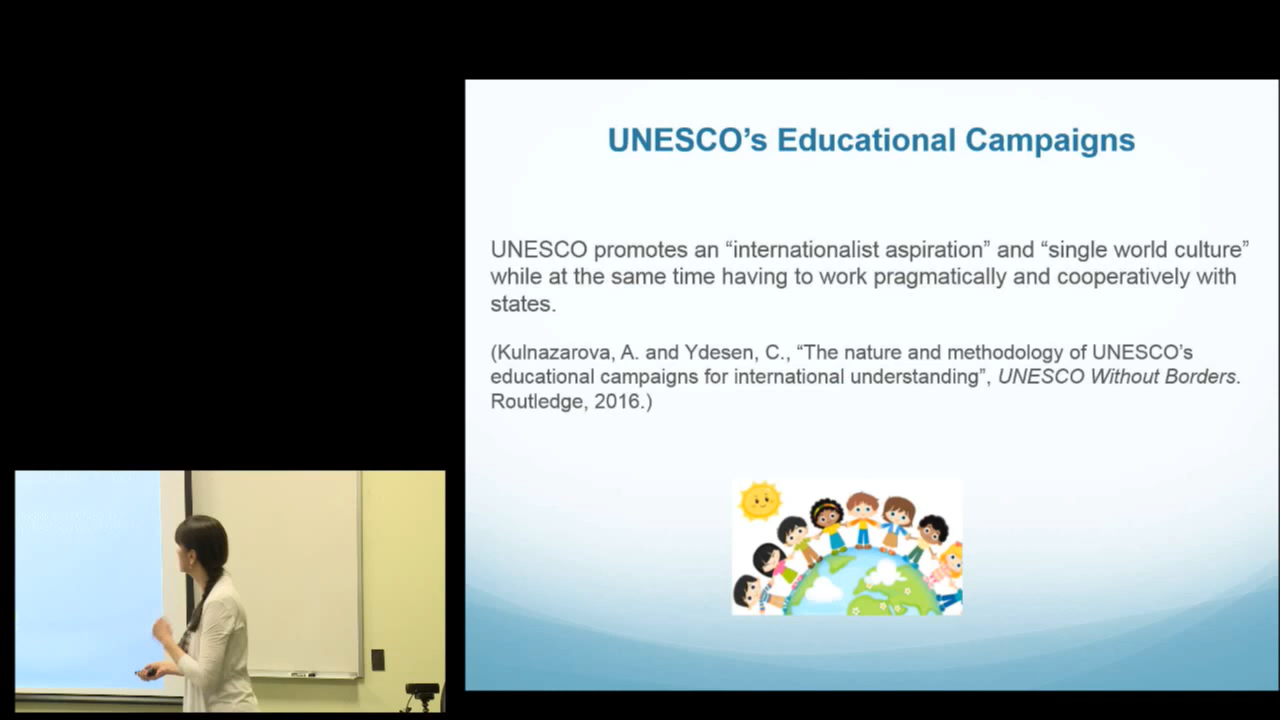 UNESCO’s Educational Campaigns
UNESCO promotes an “internationalist aspiration” and “single world culture”
while at the same time having to work pragmatically and cooperatively with
states.
(Kulnazarova, A. and Ydesen, C., “The nature and methodology of UNESCO’s
educational campaigns for international understanding”, UNESCO Without Borders.
Routledge, 2016.)